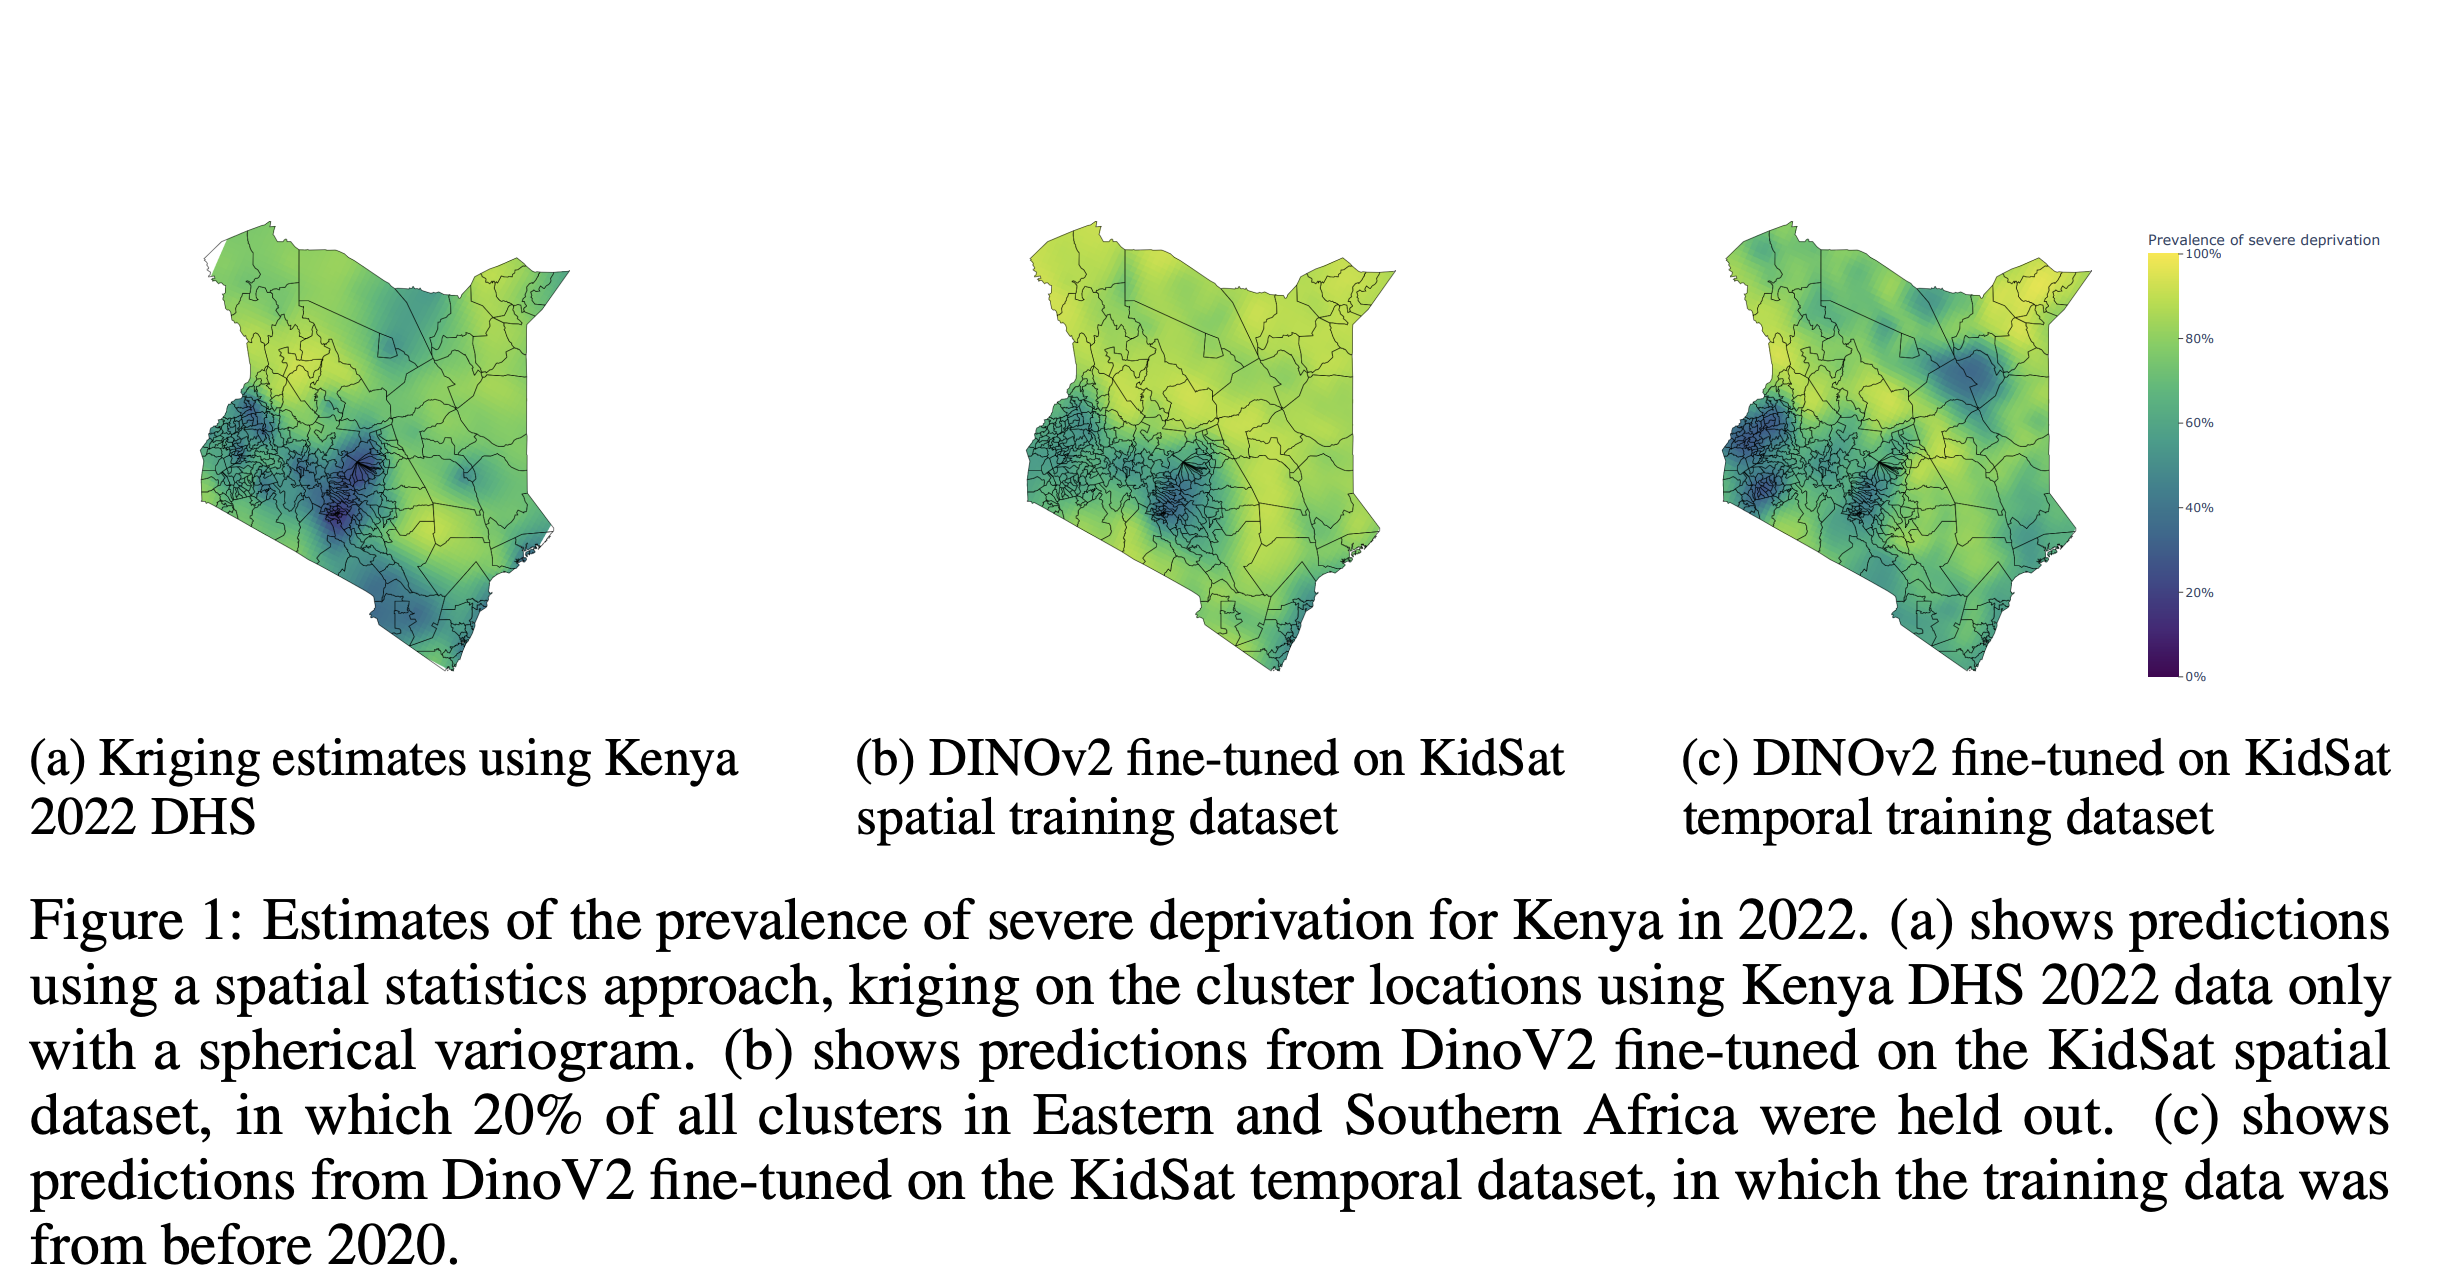 Prevalence of severe deprivation
100%
80%
60%
40%
20%
0%
(a) Kriging estimates using Kenya
2022 DHS
(b) DINOv2 fine-tuned on KidSat
spatial training dataset
(c) DINOv2 fine-tuned on KidSat
temporal training dataset
Figure 1: Estimates of the prevalence of severe deprivation for Kenya in 2022. (a) shows predictions
using a spatial statistics approach, kriging on the cluster locations using Kenya DHS 2022 data only
with a spherical variogram. (b) shows predictions from DinoV2 fine-tuned on the KidSat spatial
dataset, in which 20% of all clusters in Eastern and Southern Africa were held out. (c) shows
predictions from DinoV2 fine-tuned on the KidSat temporal dataset, in which the training data was
from before 2020.